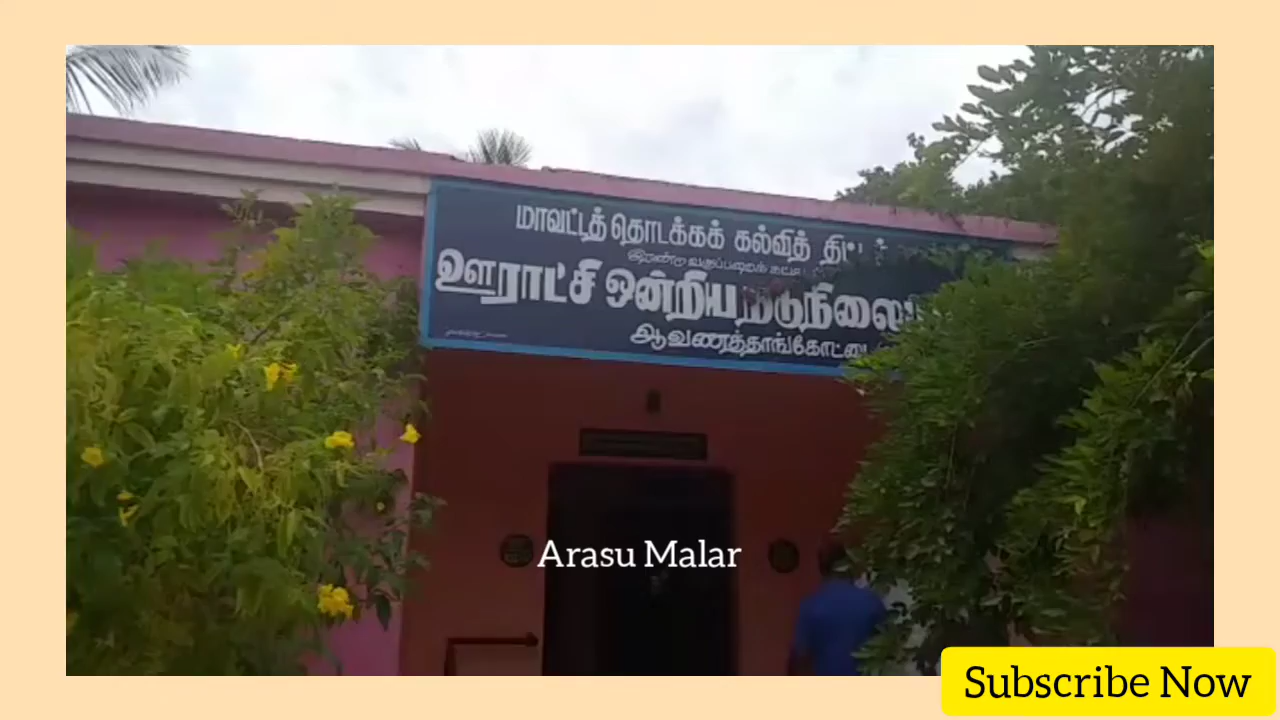 மாவட்டத் தொடக்கக் கல்வித்
ஊராட்சி ஒன்றிய நடுநிலைப்
ஆவணத்தாங்கோட்டை
Arasu Malar
Subscribe Now